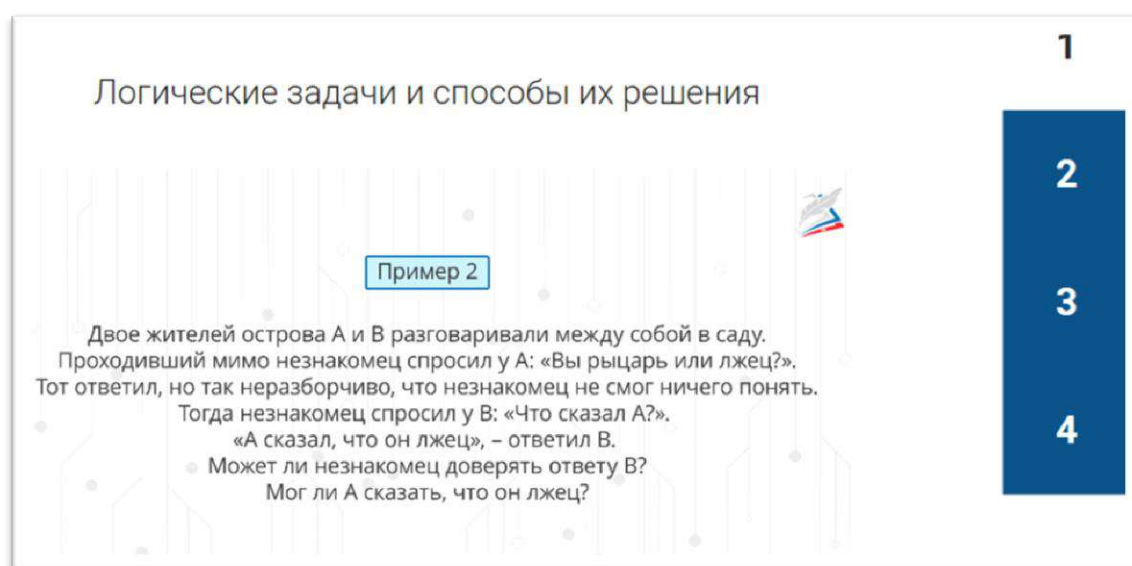 Логические задачи и способы их решения
Пример 2
Двое жителей острова А и В разговаривали между собой в саду.
Проходивший мимо незнакомец спросил у А: «Вы рыцарь или лжец?».
Тот ответил, но так неразборчиво, что незнакомец не смог ничего понять.
Тогда незнакомец спросил у В: «Что сказал А?».
«А сказал, что он лжец», – ответил В.
Может ли незнакомец доверять ответу В?
Мог ли А сказать, что он лжец?
1
2
3
4